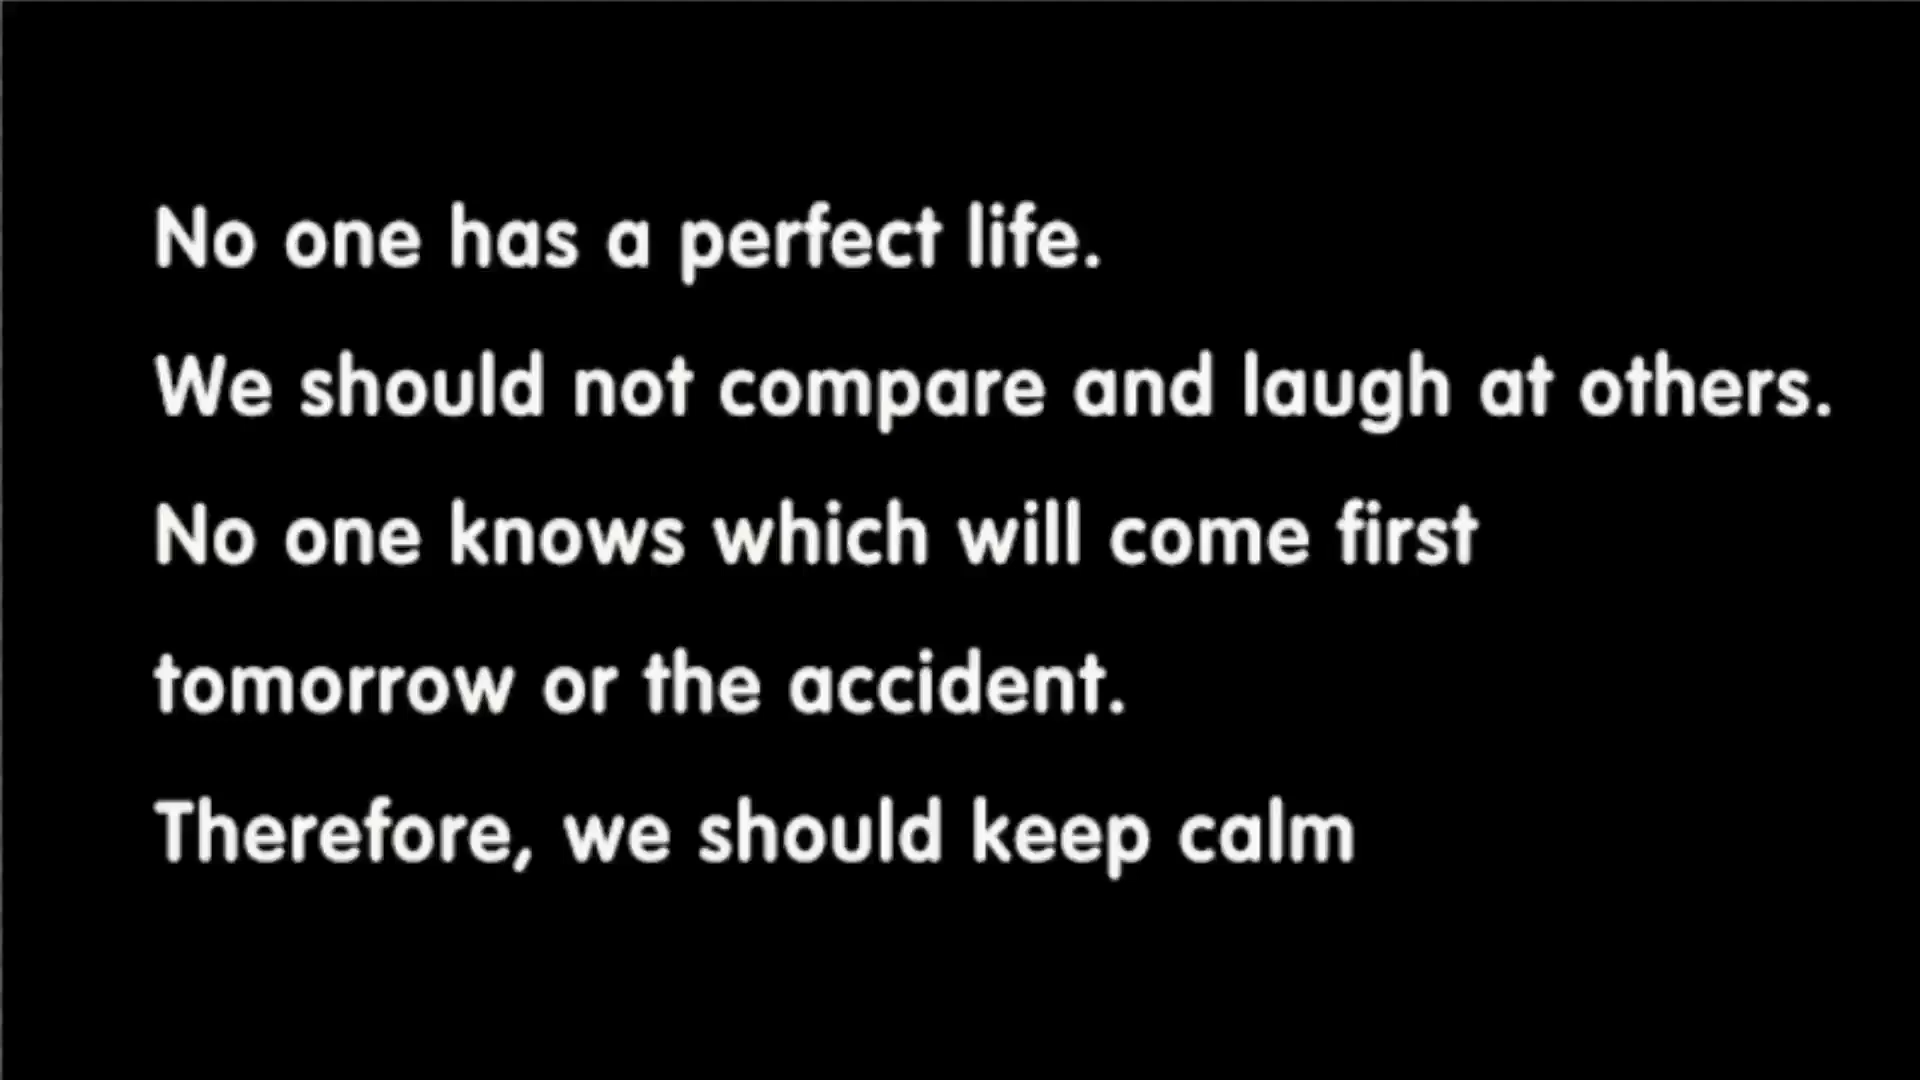 No one has a perfect life.
We should not compare and laugh at others.
No one knows which will come first
tomorrow or the accident.
Therefore, we should keep calm